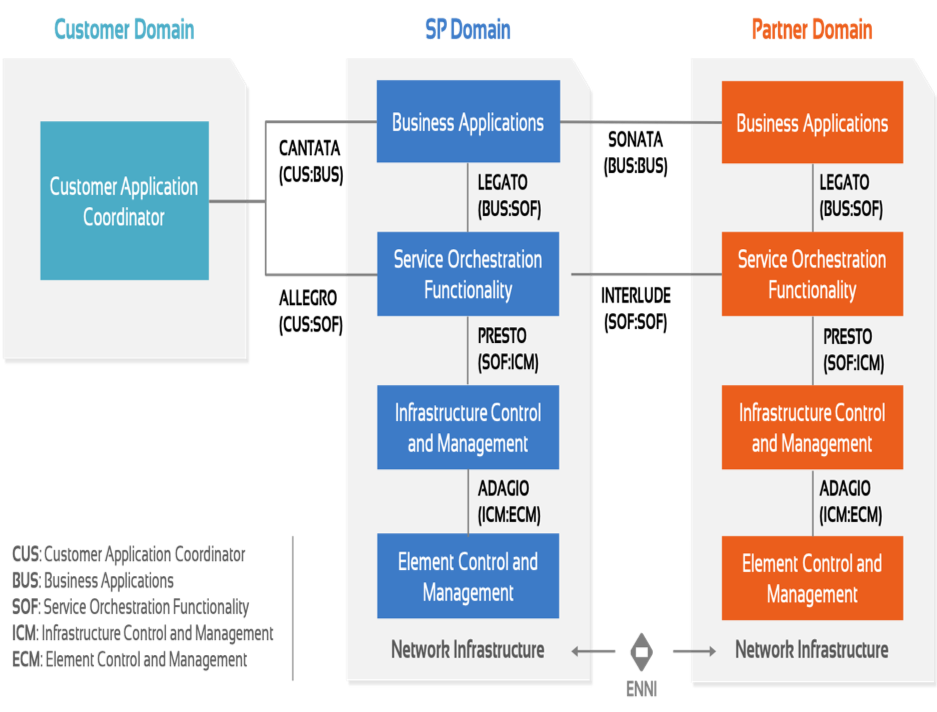 Customer Domain
SP Domain
Partner Domain
Customer Application
Coordinator
CANTATA
(CUS:BUS)
ALLEGRO
(CUS:SOF)
Business Applications
LEGATO
(BUS:SOF)
Service Orchestration
Functionality
PRESTO
(SOF:ICM)
Infrastructure Control
and Management
ADAGIO
(ICM:ECM)
Element Control and
Management
Network Infrastructure
SONATA
(BUS:BUS)
INTERLUDE
(SOF:SOF)
ENNI
Business Applications
LEGATO
(BUS:SOF)
Service Orchestration
Functionality
PRESTO
(SOF:ICM)
Infrastructure Control
and Management
ADAGIO
(ICM:ECM)
Element Control and
Management
Network Infrastructure
CUS: Customer Application Coordinator
BUS: Business Applications
SOF: Service Orchestration Functionality
ICM: Infrastructure Control and Management
ECM: Element Control and Management